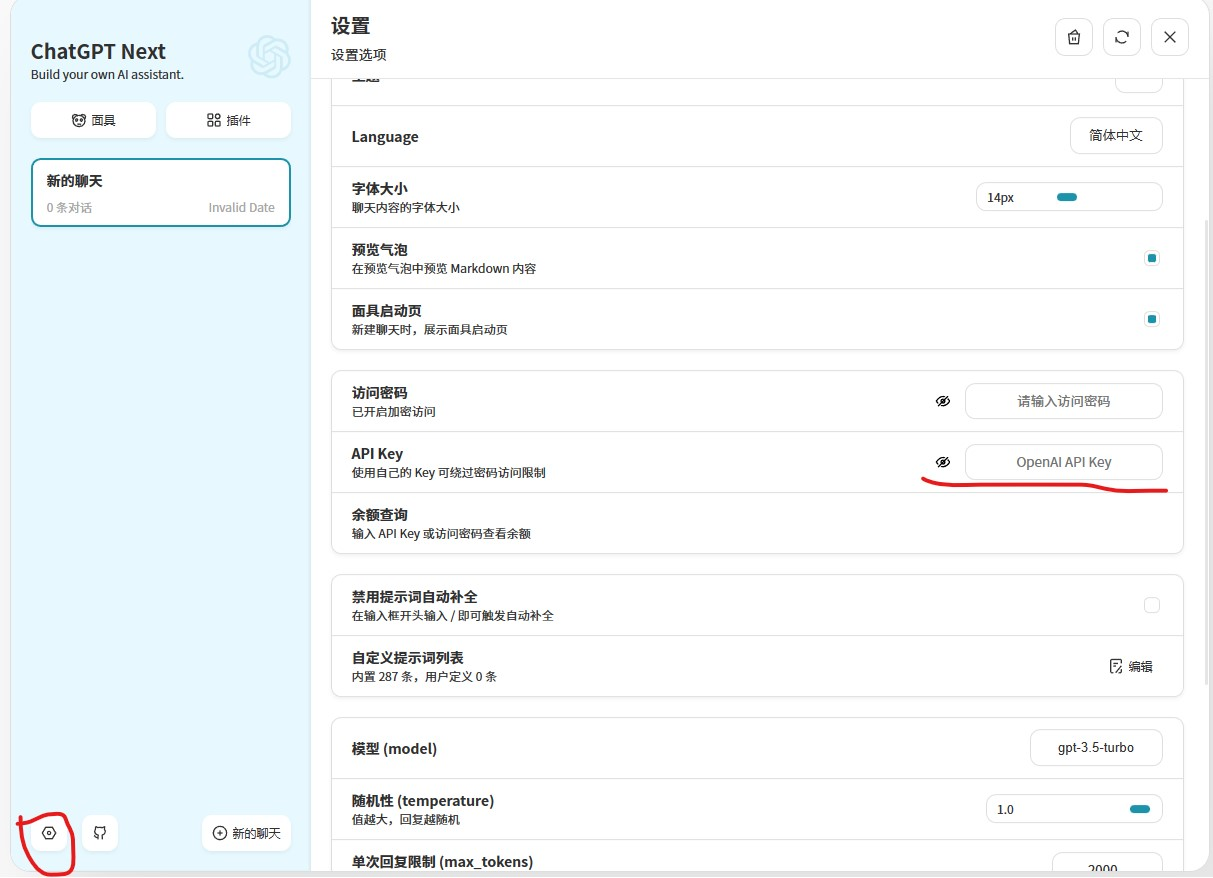 ChatGPT Next
Build your own AI assistant.
面具
插件
新的聊天
0 条对话
Invalid Date
新的聊天
设置
设置选项
Language
简体中文
字体大小
聊天内容的字体大小
14px
预览气泡
在预览气泡中预览 Markdown 内容
面具启动页
新建聊天时，展示面具启动页
访问密码
已开启加密访问
请输入访问密码
API Key
使用自己的 Key 可绕过密码访问限制
OpenAI API Key
余额查询
输入 API Key 或访问密码查看余额
禁用提示词自动补全
在输入框开头输入 / 即可触发自动补全
自定义提示词列表
内置 287 条，用户定义 0 条
编辑
模型 (model)
gpt-3.5-turbo
随机性 (temperature)
值越大，回复越随机
1.0
单次回复限制 (max_tokens)
2000